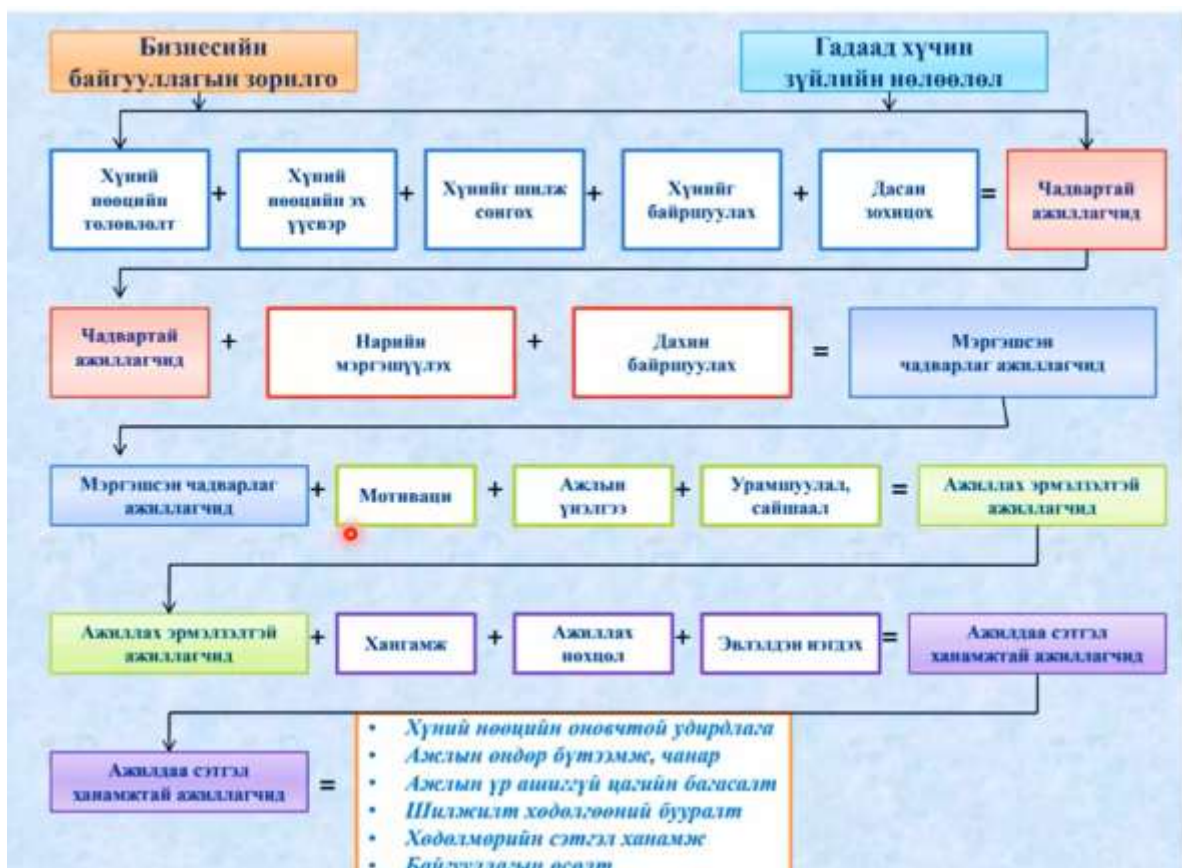 Бизнесийн
байгууллагын зорилго
Гадаад хүчин
зүйлийн нөлөөлөл
Хүний
нөөцийн
төлөвлөлт
+
Хүний
нөөцийн эх
үүсвэр
+
Хүнийг шилж
сонгох
+
Хүнийг
байршуулах
+
Дасан
зохицох
=
Чадвартай
ажиллагчид
Чадвартай
ажиллагчид
+
Нарийн
мэргэшүүлэх
+
Дахин
байршуулах
=
Мэргэшсэн
чадварлаг ажиллагчид
Мэргэшсэн чадварлаг
ажиллагчид
+
Мотиваци
+
Ажлын
үнэлгээ
+
Урамшуулал,
сайшаал
=
Ажиллах эрмэлзэлтэй
ажиллагчид
Ажиллах эрмэлзэлтэй
ажиллагчид
+
Хангамж
+
Ажиллах
нөхцөл
+
Эвлэлдэн нэгдэх
=
Ажилдаа сэтгэл
ханамжтай ажиллагчид
Ажилдаа сэтгэл
ханамжтай ажиллагчид
=
• Хүний нөөцийн оновчтой удирдлага
• Ажлын өндөр бүтээмж, чанар
• Ажлын үр ашиггүй цагийн багасалт
• Шилжилт хөдөлгөөний бууралт
• Хөдөлмөрийн сэтгэл ханамж
• Байгууллагын өсөлт